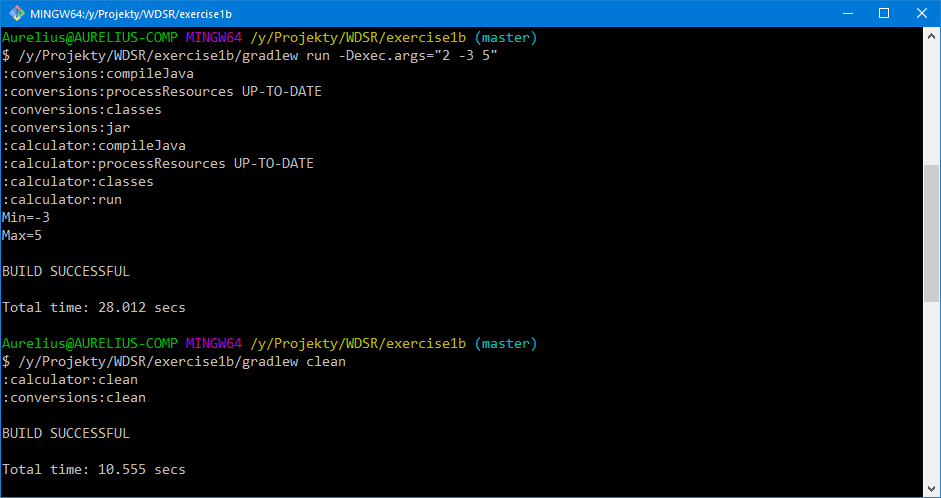 MINGW64:/y/Projekty/WDSR/exercise1b
Aurelius@AURELIUS-COMP MINGW64 /y/Projekty/WDSR/exercise1b (master)
$ /y/Projekty/WDSR/exercise1b/gradlew run -Dexec.args="2 -3 5"
:conversions:compileJava
:conversions:processResources UP-TO-DATE
:conversions:classes
:conversions:jar
:calculator:compileJava
:calculator:processResources UP-TO-DATE
:calculator:classes
:calculator:run
Min=-3
Max=5
BUILD SUCCESSFUL
Total time: 28.012 secs
Aurelius@AURELIUS-COMP MINGW64 /y/Projekty/WDSR/exercise1b (master)
$ /y/Projekty/WDSR/exercise1b/gradlew clean
:calculator:clean
:conversions:clean
BUILD SUCCESSFUL
Total time: 10.555 secs